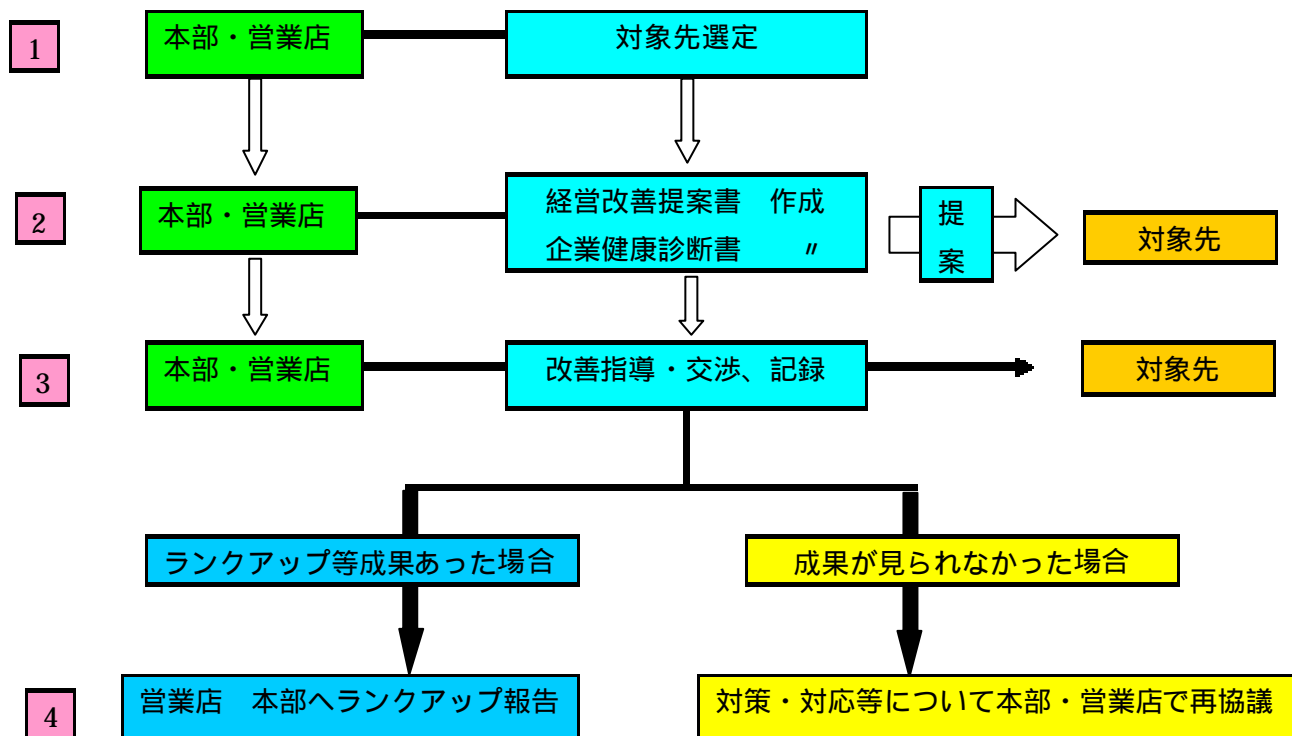 1
本部・営業店
対象先選定
2
本部・営業店
経営改善提案書　作成
企業健康診断書　　〃
提
案
対象先
3
本部・営業店
改善指導・交渉、記録
対象先
ランクアップ等成果あった場合
成果が見られなかった場合
4
営業店　本部へランクアップ報告
対策・対応等について本部・営業店で再協議